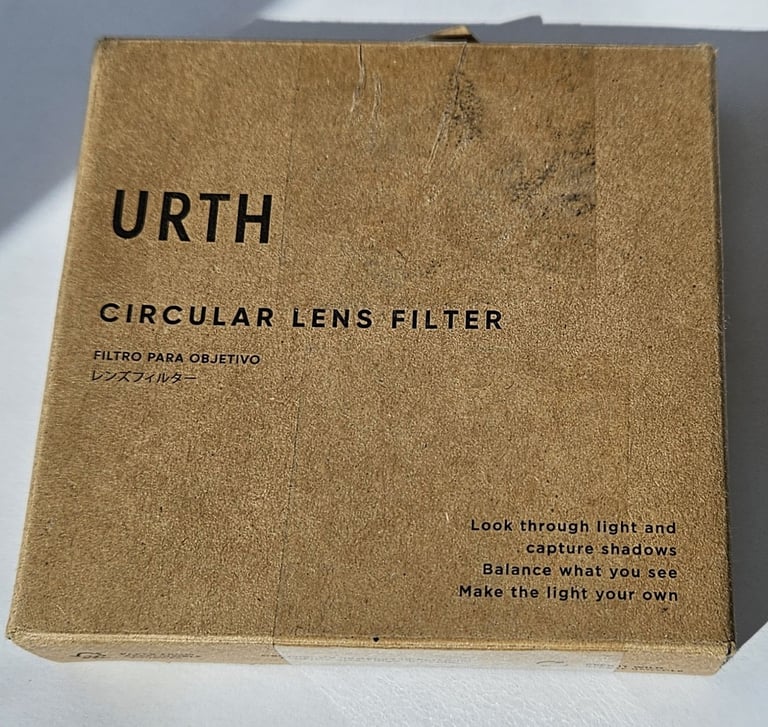 URTH
CIRCULAR LENS FILTER
FILTRO PARA OBJETIVO
レンズフィルター
Look through light and
capture shadows
Balance what you see
Make the light your own